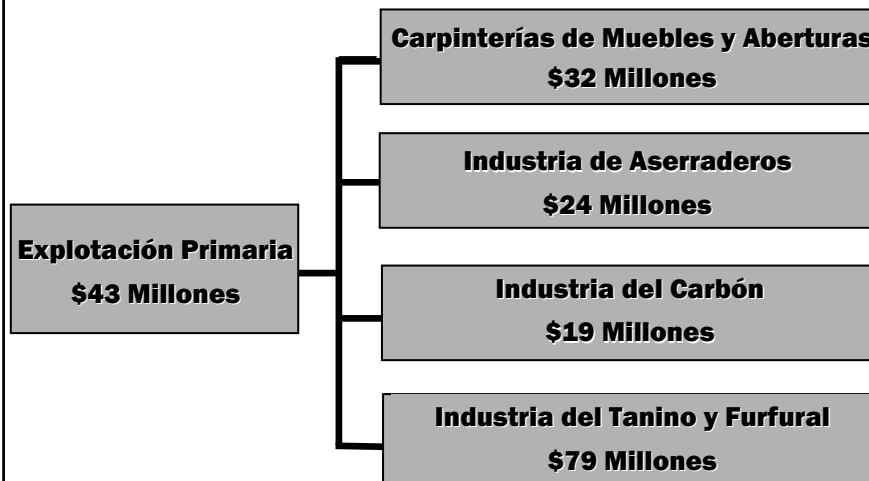 Carpinterías de Muebles y Aberturas
$32 Millones
Industria de Aserraderos
$24 Millones
Explotación Primaria
$43 Millones
Industria del Carbón
$19 Millones
Industria del Tanino y Furfural
$79 Millones